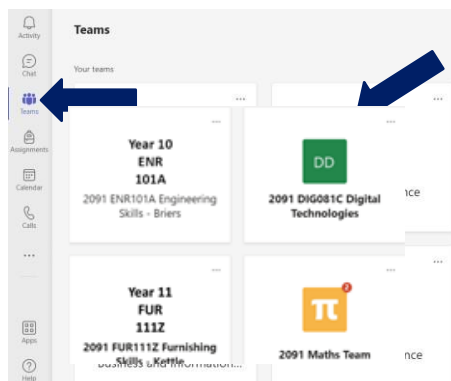 Activity
Teams
Your teams
Chat
Teams
Assignments
Calendar
Calls
Apps
Help
...
...
...
Year 10
ENR
101A
2091 ENR101A Engineering
Skills - Briers
...
DD
2091 DIG081C Digital
Technologies
nce
...
...
Year 11
FUR
111Z
2091 FUR111Z Furnishing
Skills - Kettle
Business and Information...
...
2
π
2091 Maths Team
nce
...